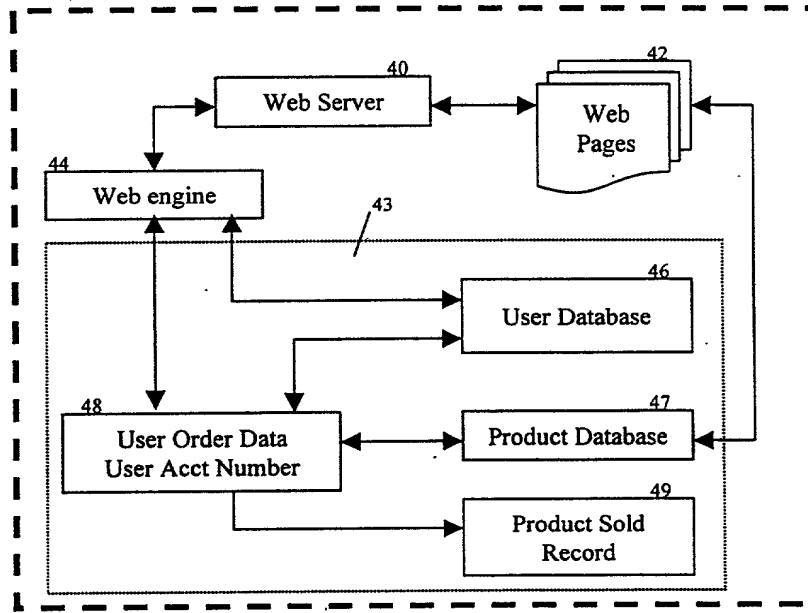 40
Web Server
42
Web
Pages
44
Web engine
43
46
User Database
48
User Order Data
User Acct Number
47
Product Database
49
Product Sold
Record